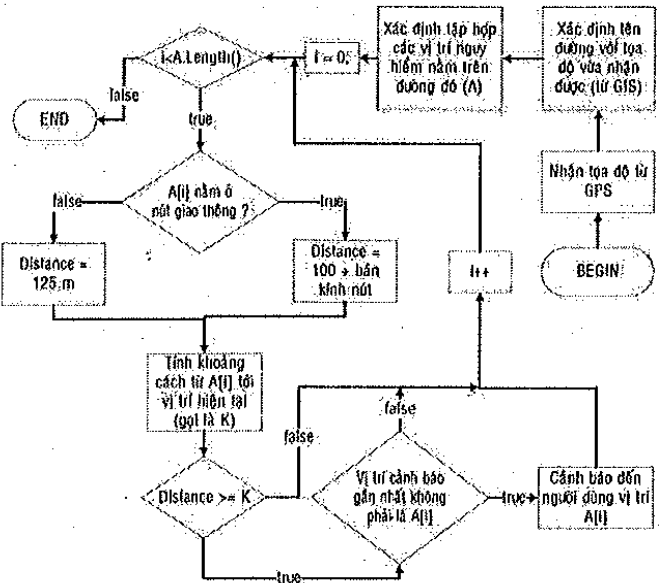 i<A.Length()
i = 0;
Xác định tập hợp
các vị trí nguy
hiểm nằm trên
đường đó (A)
Xác định tên
đường với tọa
độ vừa nhận
được (từ GIS)
false
END
true
Nhận tọa độ từ
GPS
BEGIN
A[i] nằm ở
nút giao thông ?
false
true
Distance =
125 m
Distance =
100 + bán
kính nút
i++
Tính khoảng
cách từ A[i] tới
vị trí hiện tại
(gọi là K)
false
false
Distance >= K
Vị trí cảnh báo
gần nhất không
phải là A[i]
true
Cảnh báo đến
người dùng vị trí
A[i]
true